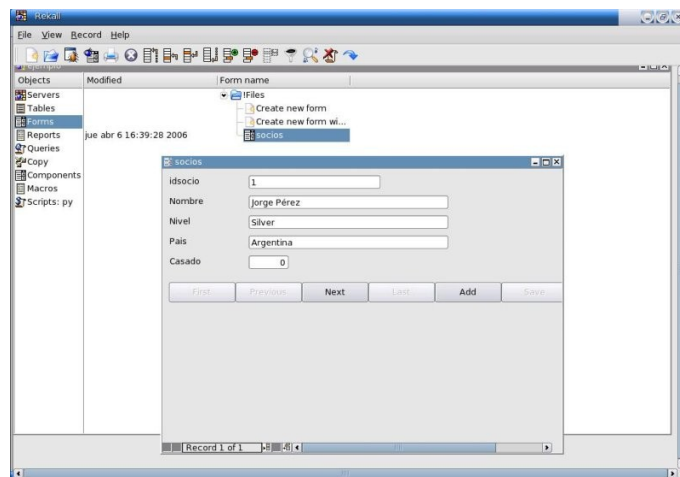 Rekall
File View Record Help
Objects Modified Form name
Servers
Tables
Forms
Reports
Queries
Copy
Components
Macros
Scripts: py
jue abr 6 16:39:28 2006
!Files
Create new form
Create new form wi...
socios
socios
idsocio 1
Nombre Jorge Pérez
Nivel Silver
Pais Argentina
Casado 0
First Previous Next Last Add Save
Record 1 of 1